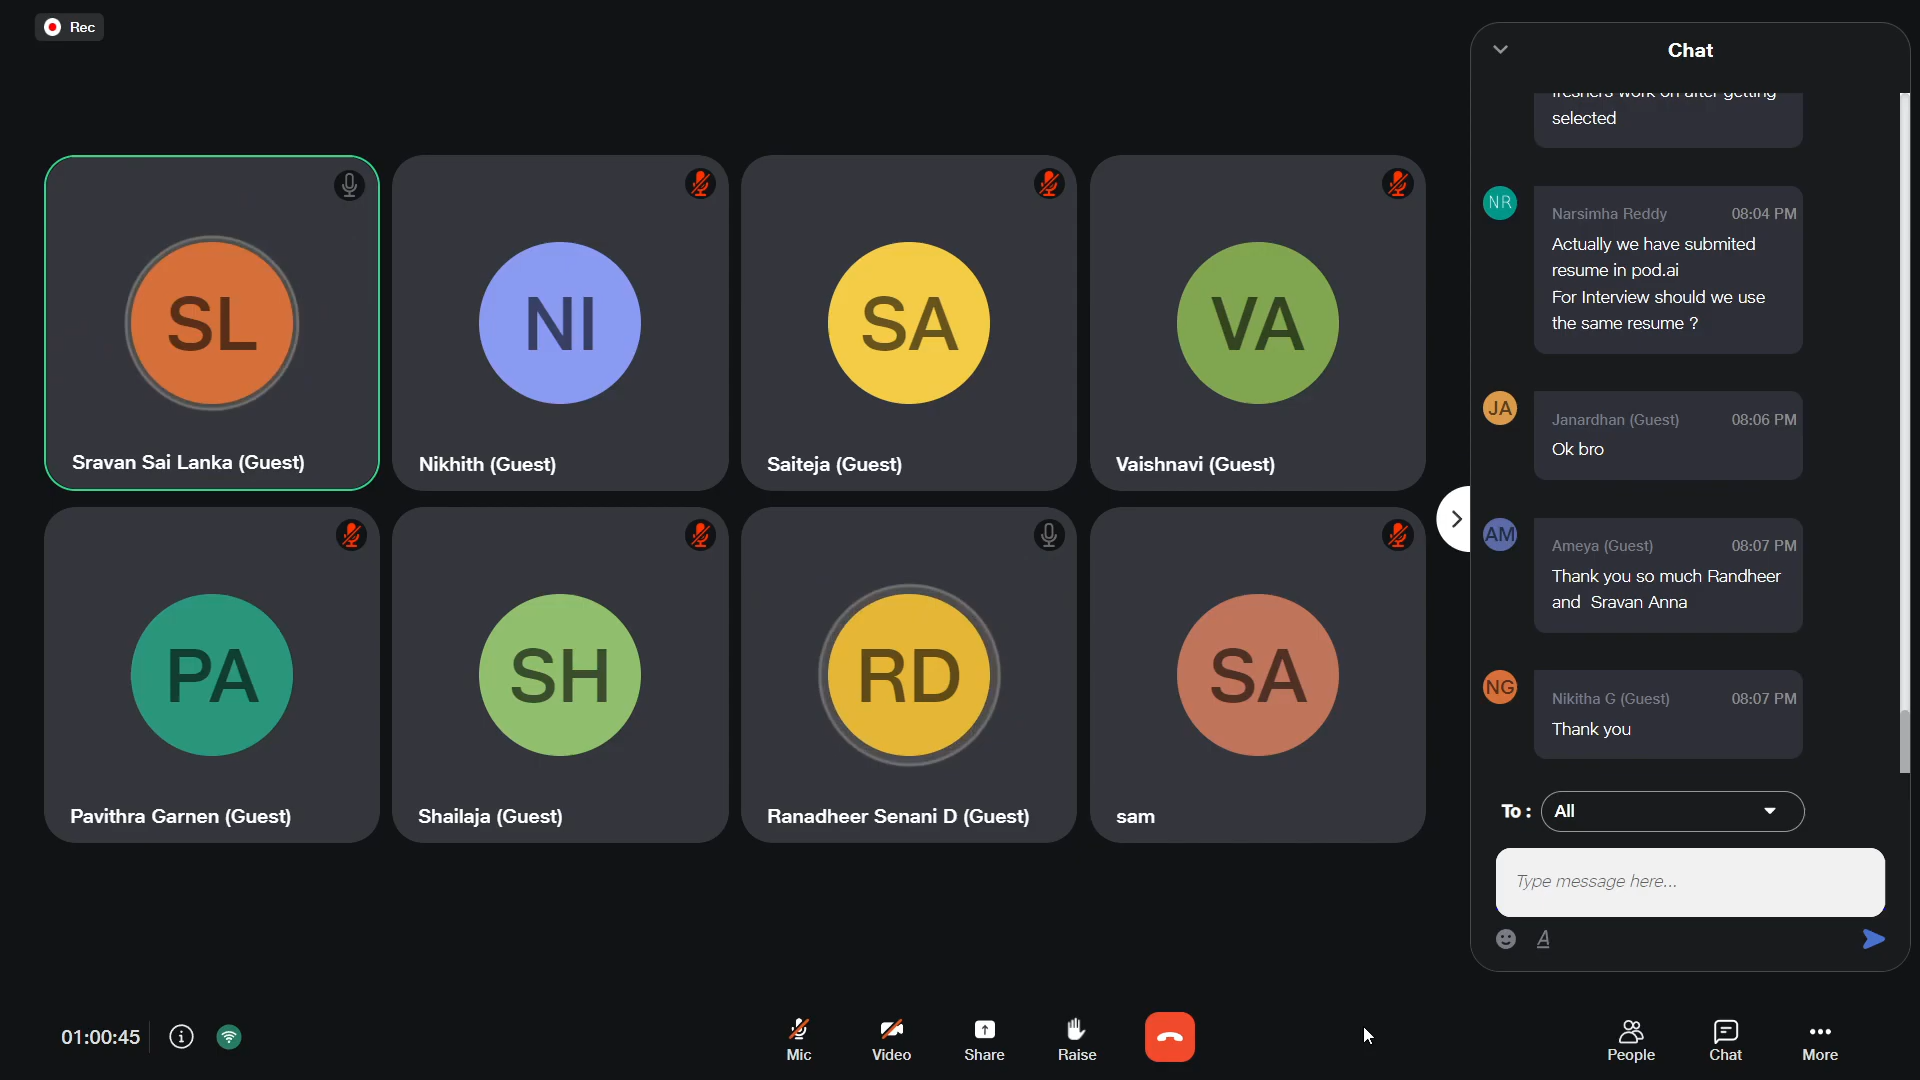 Rec
SL
Sravan Sai Lanka (Guest)
NI
Nikhith (Guest)
SA
Saiteja (Guest)
VA
Vaishnavi (Guest)
PA
Pavithra Garnen (Guest)
SH
Shailaja (Guest)
RD
Ranadheer Senani D (Guest)
SA
sam
Chat
freshers work on after getting
selected
NR
Narsimha Reddy 08:04 PM
Actually we have submited
resume in pod.ai
For Interview should we use
the same resume ?
JA
Janardhan (Guest) 08:06 PM
Ok bro
AM
Ameya (Guest) 08:07 PM
Thank you so much Randheer
and Sravan Anna
NG
Nikitha G (Guest) 08:07 PM
Thank you
To : All
Type message here...
A
01:00:45
Mic
Video
Share
Raise
People
Chat
More